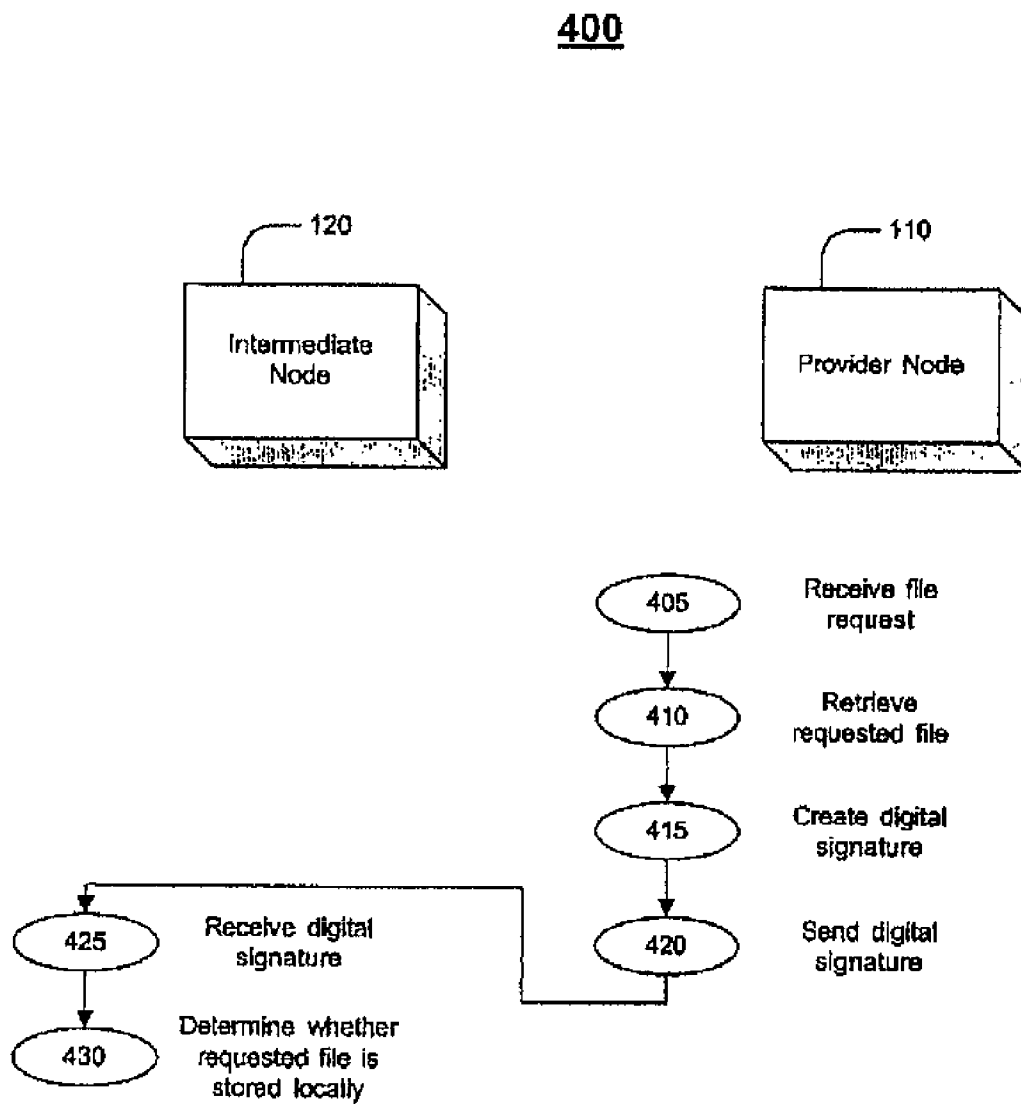 400
120
110
Intermediate
Node
Provider Node
405
Receive file
request
410
Retrieve
requested file
415
Create digital
signature
420
Send digital
signature
425
Receive digital
signature
430
Determine whether
requested file is
stored locally